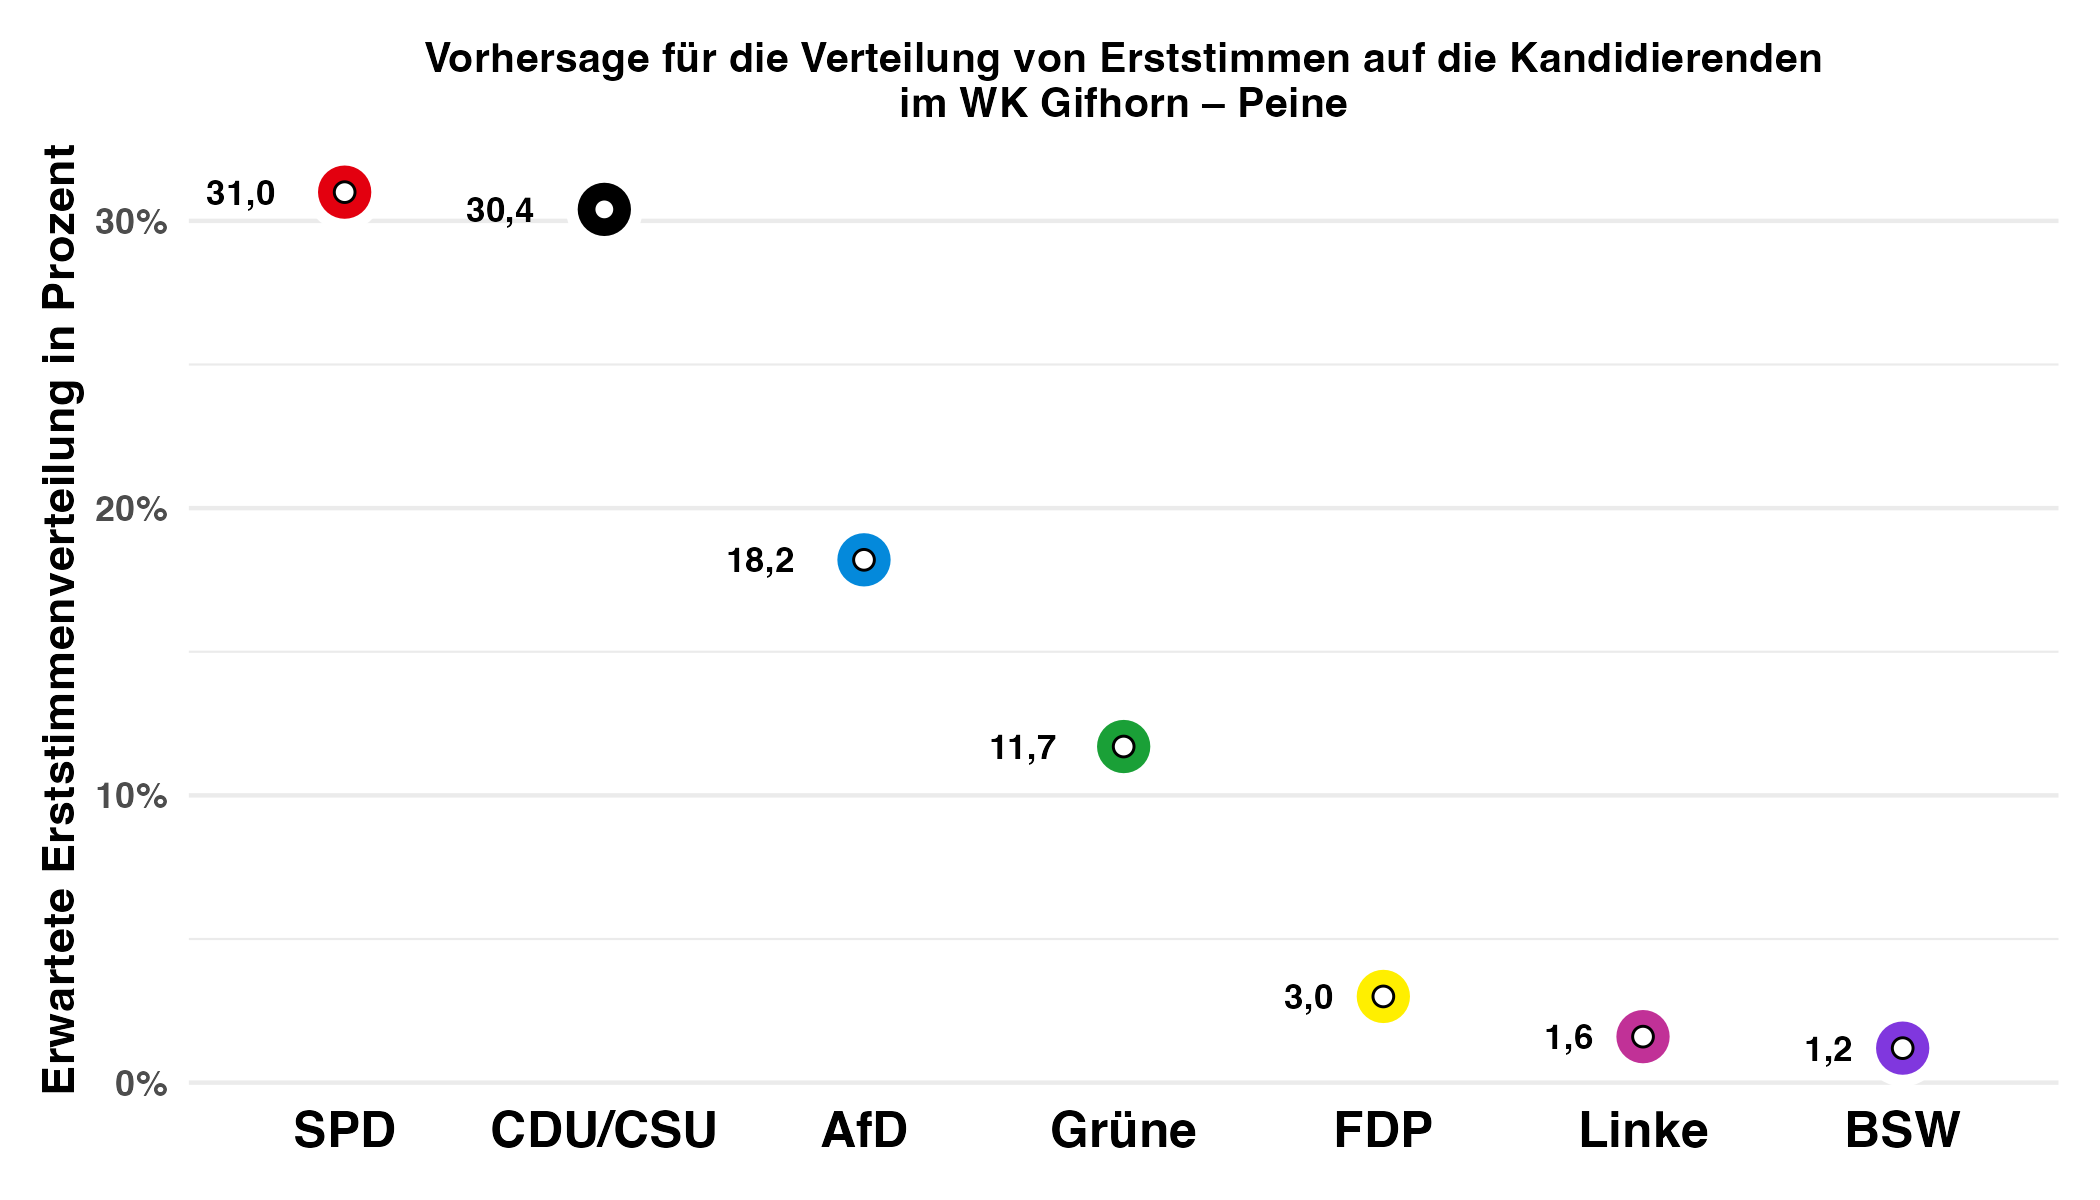 Vorhersage für die Verteilung von Erststimmen auf die Kandidierenden
im WK Gifhorn – Peine
Erwartete Erststimmenverteilung in Prozent
30%
20%
10%
0%
31,0
30,4
18,2
11,7
3,0
1,6
1,2
SPD
CDU/CSU
AfD
Grüne
FDP
Linke
BSW